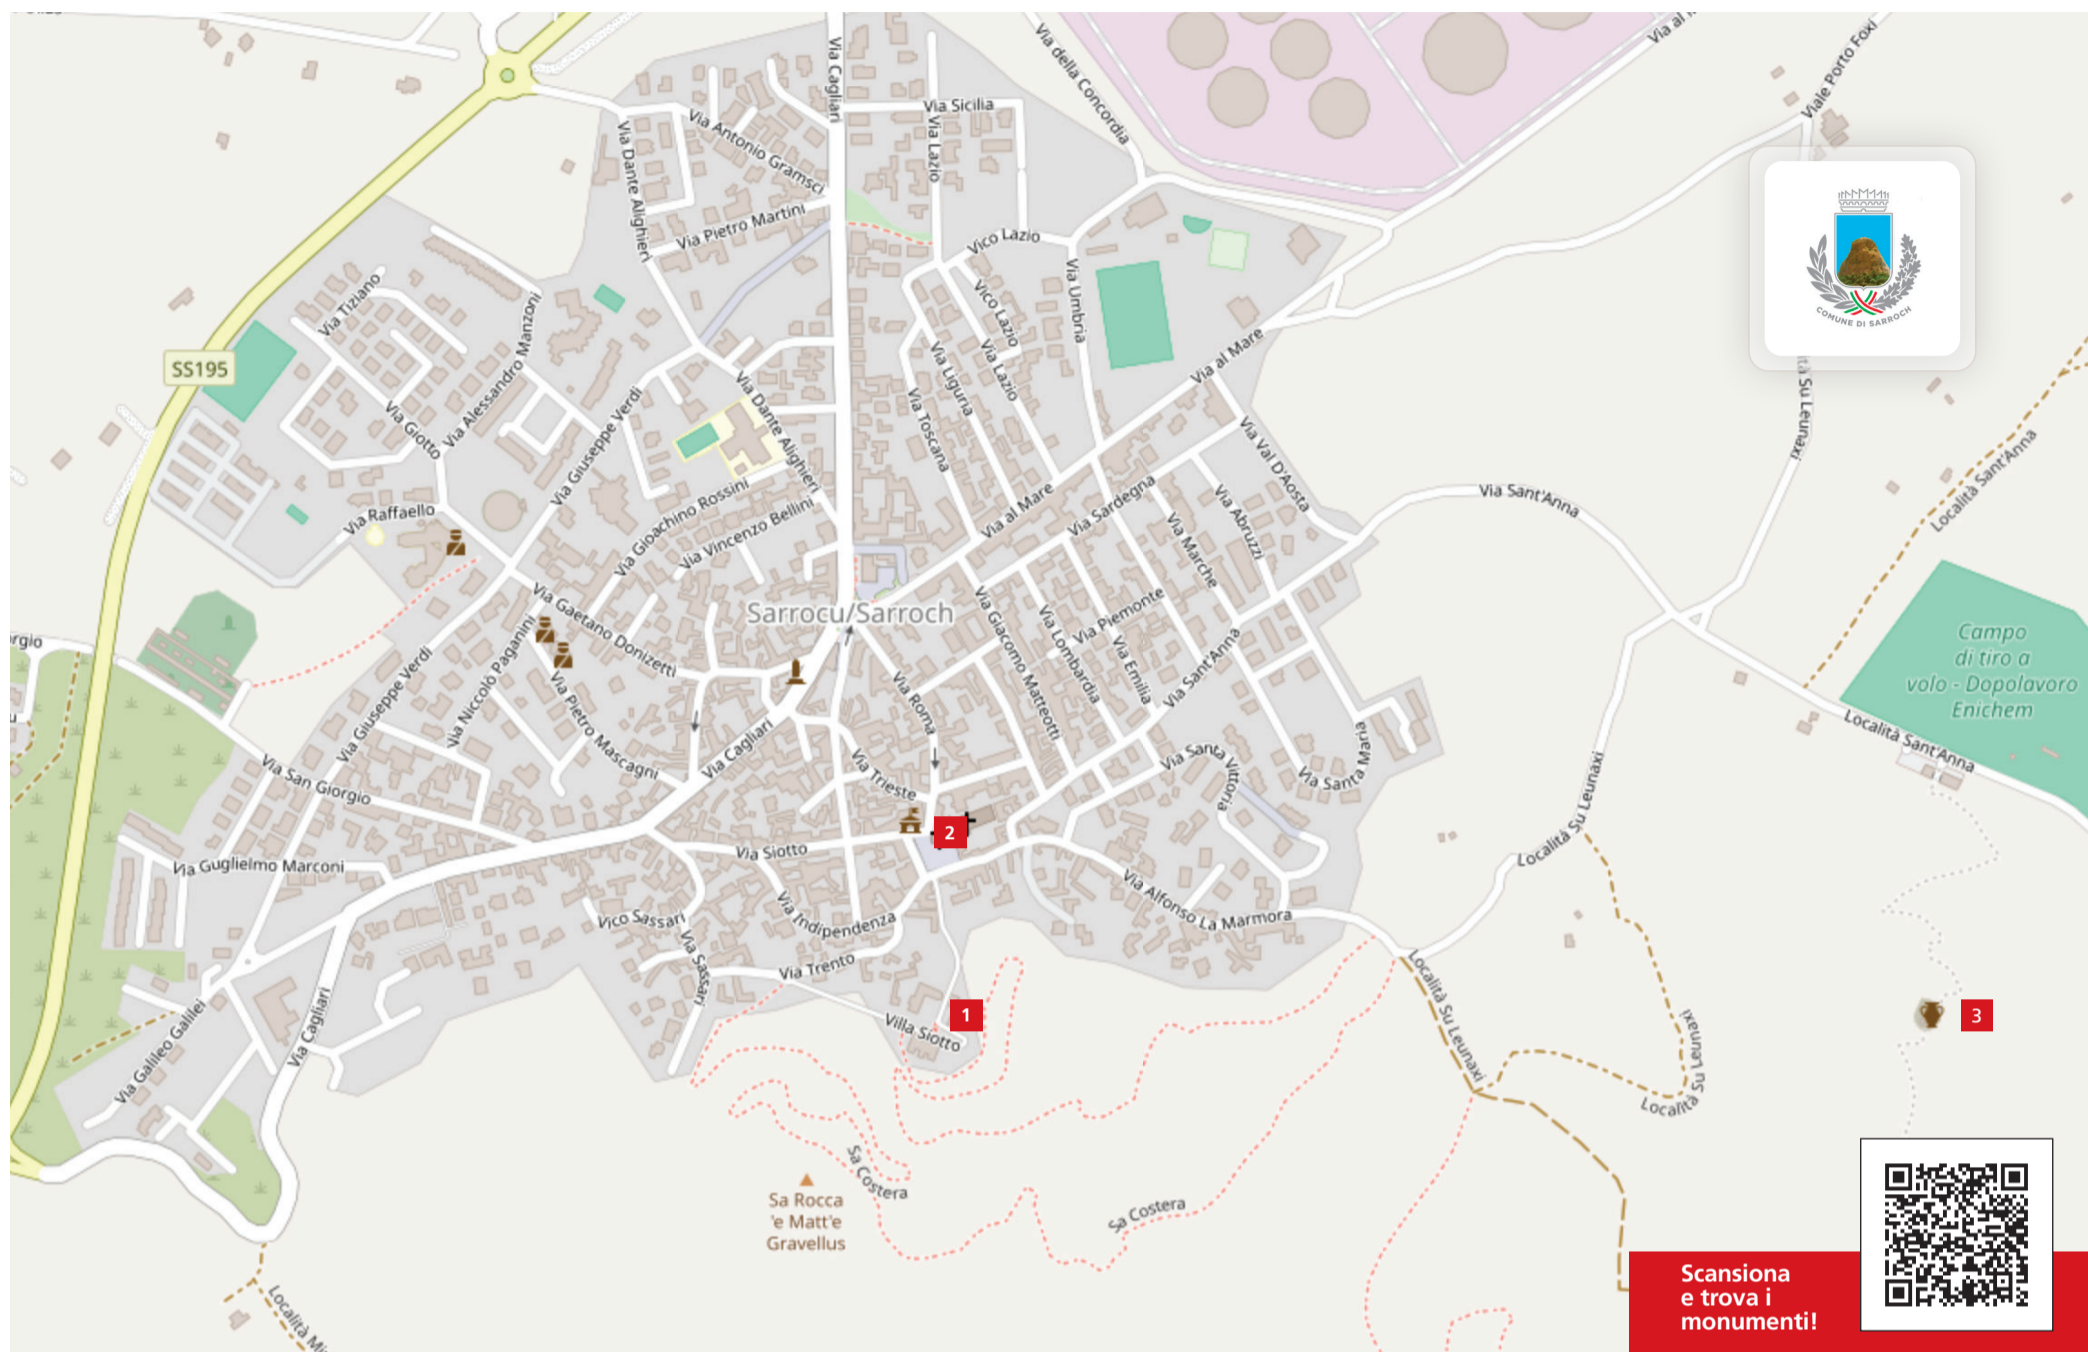 Via Cagliari
Via della Concordia
Viale Porto Foxi
Via Sicilia
Via Lazio
Via Antonio Gramsci
Via Dante Alighieri
Via Pietro Martini
Vico Lazio
Via Umbria
Vico Lazio
Via Lazio
Via Liguria
Via Toscana
Via al Mare
Via Tiziano
Via Alessandro Manzoni
COMUNE DI SARROCH
SS195
Via Giotto
Via Giuseppe Verdi
Via Dante Alighieri
Via Val D'Aosta
Su Leunaxi
Località Sant'Anna
Via Raffaello
Via Gioachino Rossini
Via Vincenzo Bellini
Via al Mare
Via Sardegna
Via Abruzzi
Via Marche
Via Sant'Anna
Via Gaetano Donizetti
Sarrocu/Sarroch
Via Giacomo Matteotti
Via Lombardia
Via Piemonte
Via Emilia
Via Sant'Anna
Campo
di tiro a
volo - Dopolavoro
Enichem
Via Giuseppe Verdi
Via Niccolò Paganini
Via Pietro Mascagni
Via Roma
Via Cagliari
Via Trieste
Via Santa Vittoria
Via Santa Maria
Località Sant'Anna
Via San Giorgio
Località Su Leunaxi
2
Via Siotto
Via Guglielmo Marconi
Via Alfonso La Marmora
Vico Sassari
Via Sassari
Via Indipendenza
Via Trento
Villa Siotto
1
3
Località Su Leunaxi
Località Su Leunaxi
Via Galileo Galilei
Via Cagliari
Sa Costera
Sa Costera
Sa Rocca
'e Matt'e
Gravellus
Scansiona
e trova i
monumenti!